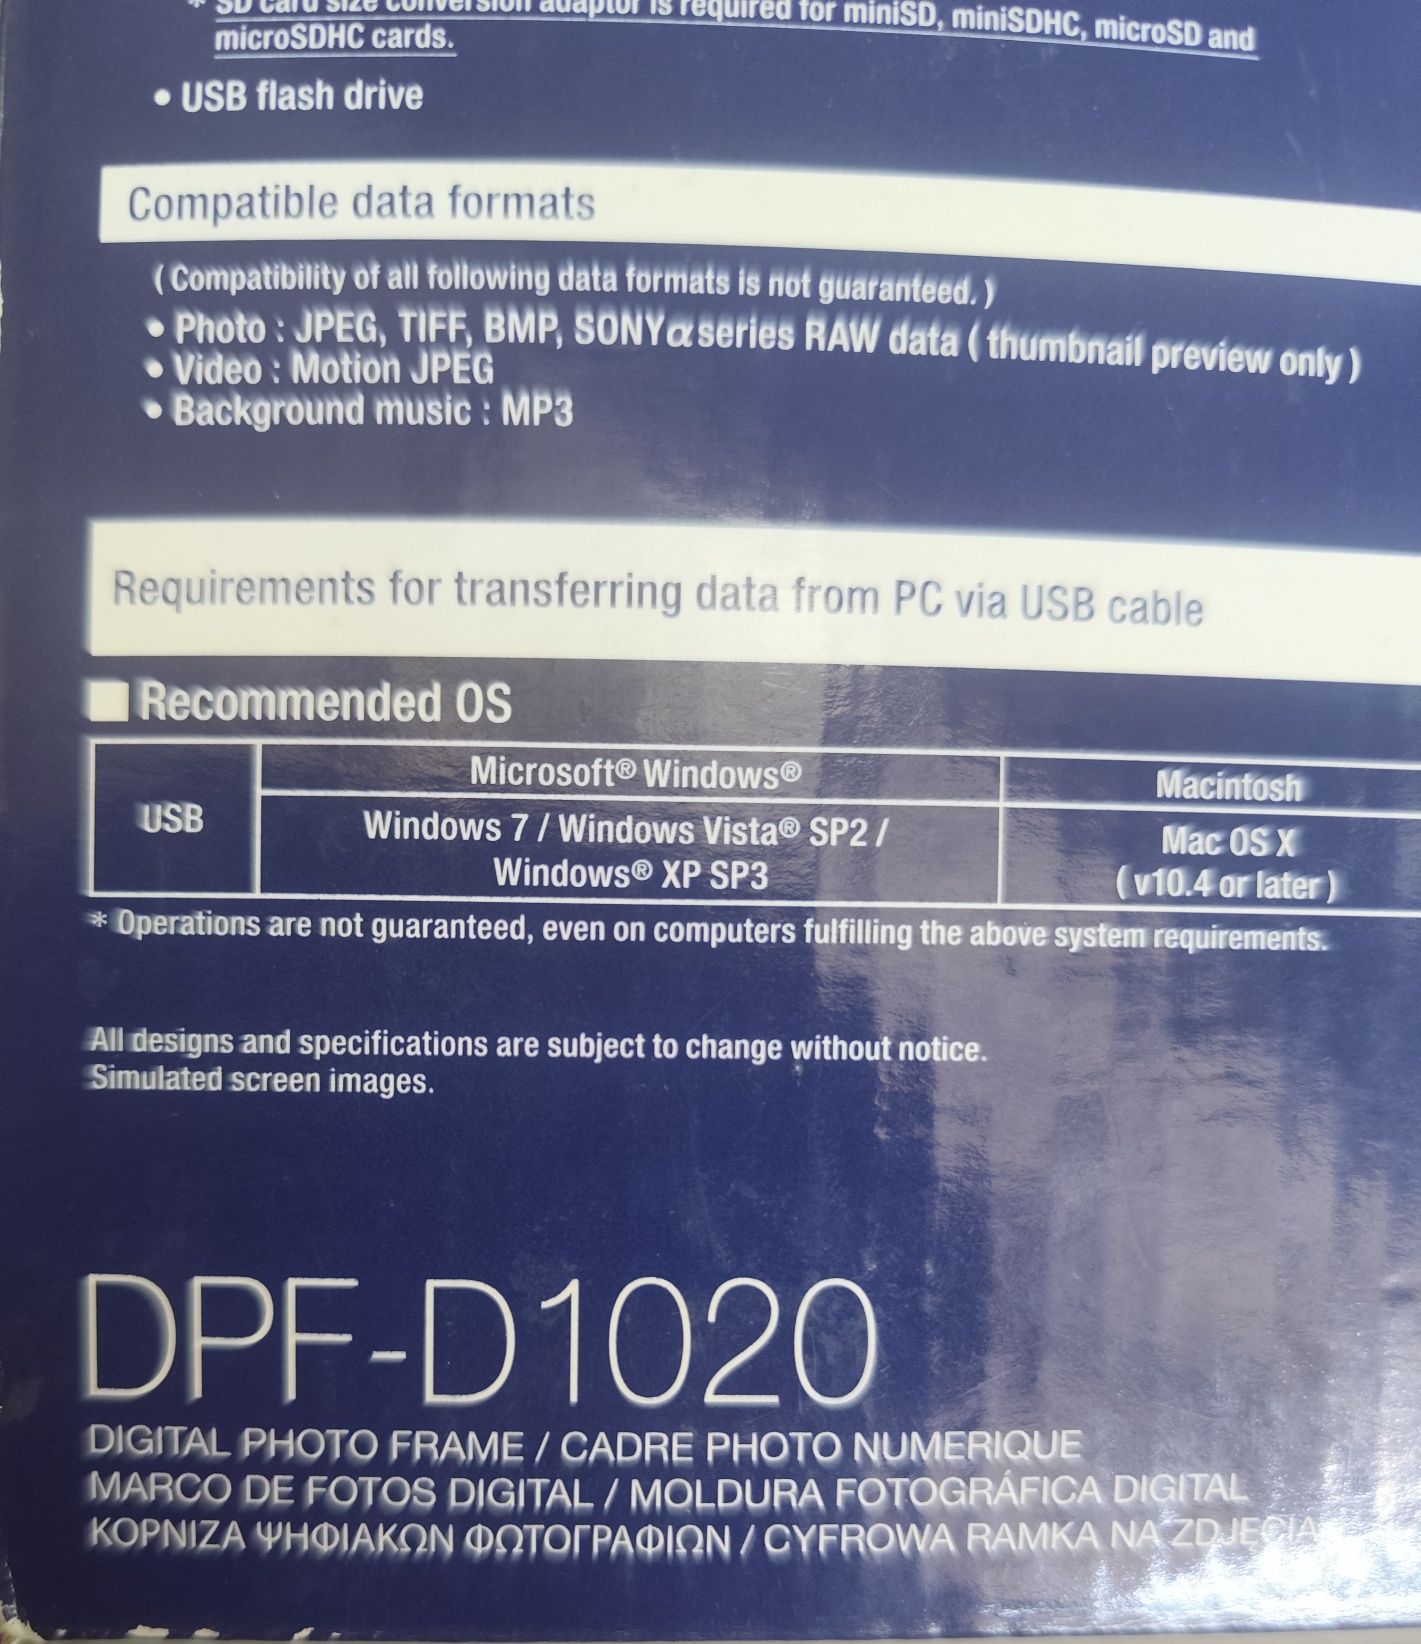 * SD card size conversion adaptor is required for miniSD, miniSDHC, microSD and
microSDHC cards.
• USB flash drive
Compatible data formats
( Compatibility of all following data formats is not guaranteed. )
• Photo : JPEG, TIFF, BMP, SONY α series RAW data ( thumbnail preview only )
• Video : Motion JPEG
• Background music : MP3
Requirements for transferring data from PC via USB cable
Recommended OS
Microsoft® Windows® Macintosh
USB Windows 7 / Windows Vista® SP2 / Mac OS X
Windows® XP SP3 ( v10.4 or later )
* Operations are not guaranteed, even on computers fulfilling the above system requirements.
All designs and specifications are subject to change without notice.
Simulated screen images.
DPF-D1020
DIGITAL PHOTO FRAME / CADRE PHOTO NUMERIQUE
MARCO DE FOTOS DIGITAL / MOLDURA FOTOGRÁFICA DIGITAL
ΚΟΡΝΙΖΑ ΨΗΦΙΑΚΩΝ ΦΩΤΟΓΡΑΦΙΩΝ / CYFROWA RAMKA NA ZDJĘCIA